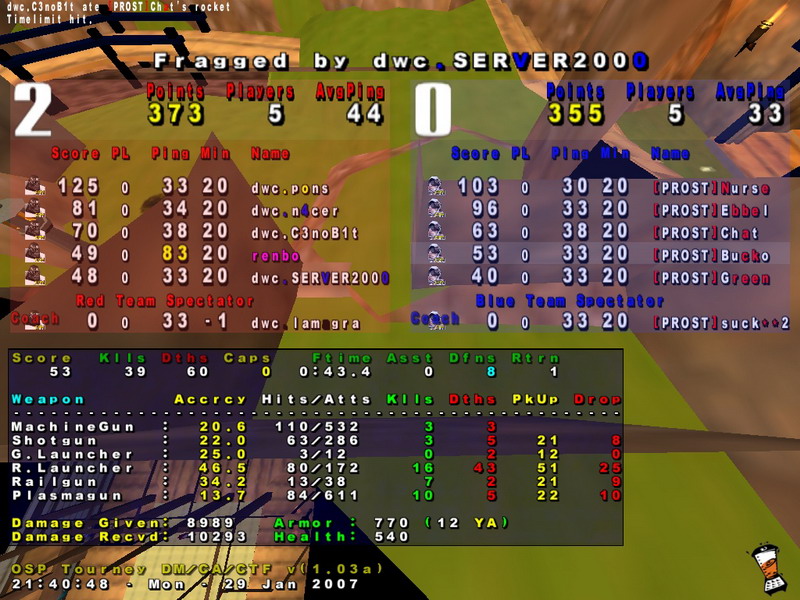 dwc.C3noB1t ate [PROST]Chat's rocket
Timelimit hit.
Fragged by dwc.SERVER2000
2 Points Players AvgPing
373 5 44
Score PL Ping Min Name
125 0 33 20 dwc.pons
81 0 34 20 dwc.n4cer
70 0 38 20 dwc.C3noB1t
49 0 83 20 renbo
48 0 33 20 dwc.SERVER2000
Red Team Spectator
Coach 0 0 33 -1 dwc.lamagra
0 Points Players AvgPing
355 5 33
Score PL Ping Min Name
103 0 30 20 [PROST]Nurse
96 0 33 20 [PROST]Ebbel
63 0 38 20 [PROST]Chat
53 0 33 20 [PROST]Bucko
40 0 33 20 [PROST]Green
Blue Team Spectator
Coach 0 0 33 20 [PROST]suck**2
Score Klls Dths Caps Ftime Asst Dfns Rtrn
53 39 60 0 0:43.4 0 8 1
Weapon Accrcy Hits/Atts Klls Dths PkUp Drop
MachineGun : 20.6 110/532 3 3
Shotgun : 22.0 63/286 3 5 21 8
G.Launcher : 25.0 3/12 0 2 12 0
R.Launcher : 46.5 80/172 16 43 51 25
Railgun : 34.2 13/38 7 2 21 9
Plasmagun : 13.7 84/611 10 5 22 10
Damage Given: 8989 Armor : 770 (12 YA)
Damage Recvd: 10293 Health: 540
OSP Tourney DM/CA/CTF v(1.03a)
21:40:48 - Mon - 29 Jan 2007